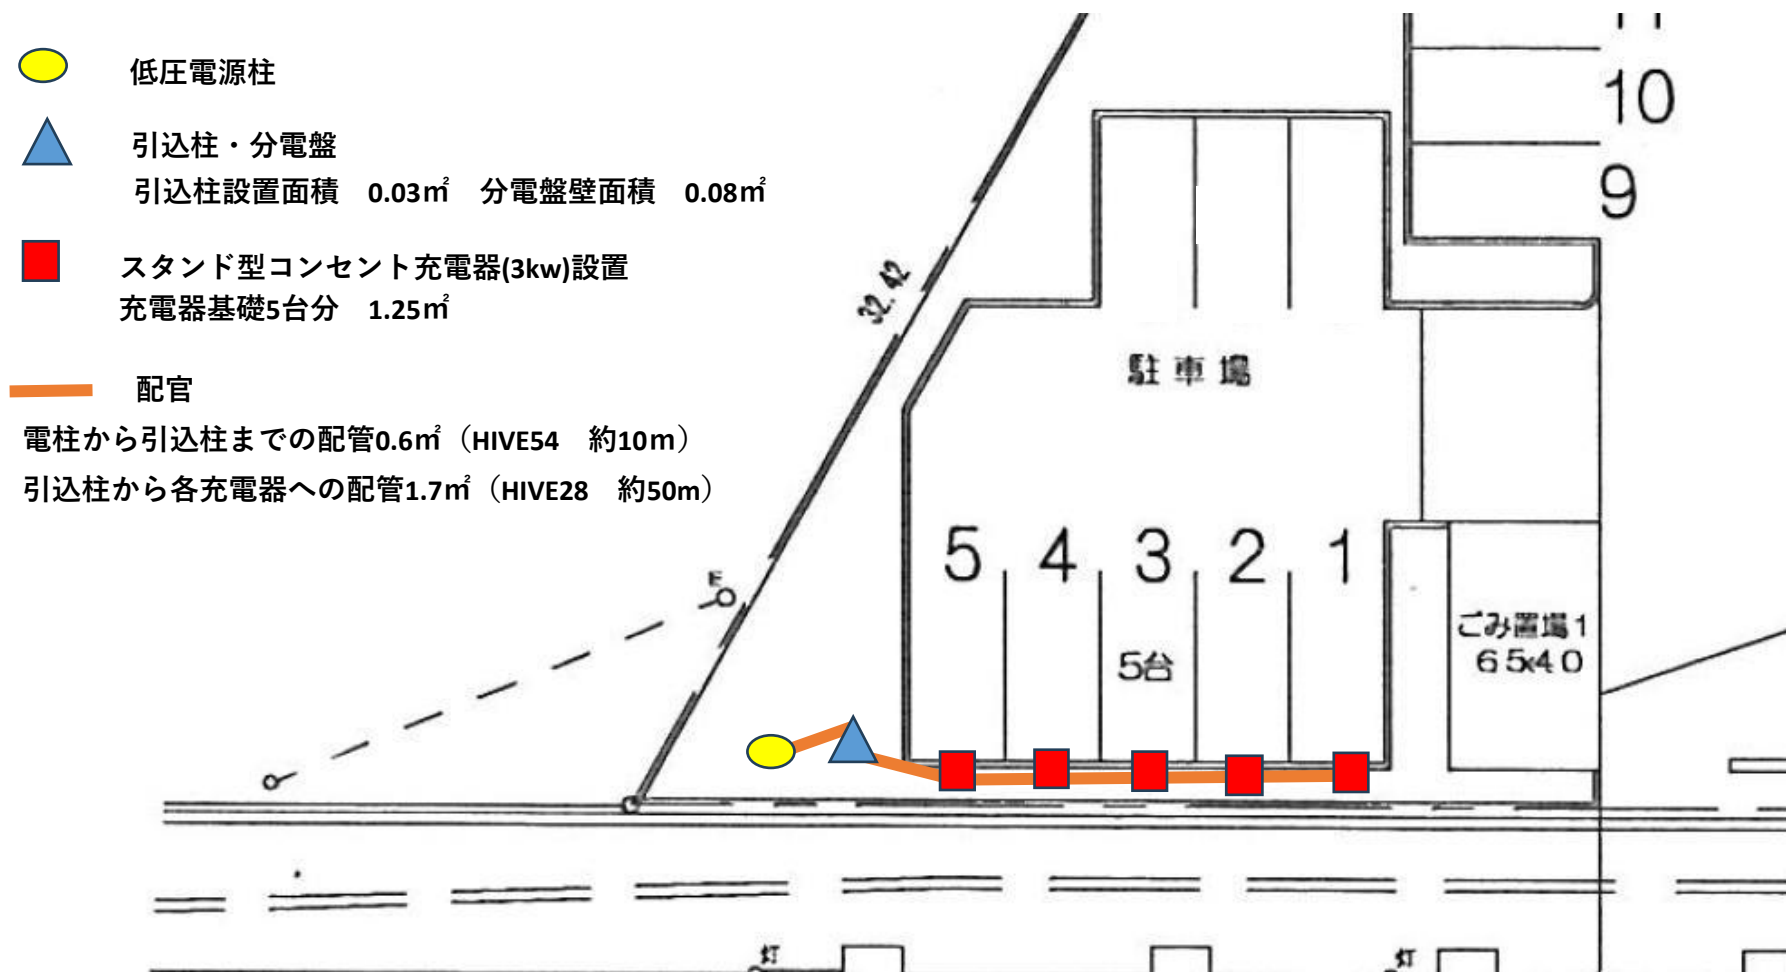 低圧電源柱
引込柱・分電盤
引込柱設置面積　0.03㎡　分電盤壁面積　0.08㎡
スタンド型コンセント充電器(3kw)設置
充電器基礎5台分　1.25㎡
配官
電柱から引込柱までの配管0.6㎡（HIVE54　約10m）
引込柱から各充電器への配管1.7㎡（HIVE28　約50m）
11
10
9
32.42
駐車場
E
5 4 3 2 1
5台
ごみ置場1
65x40
灯
灯